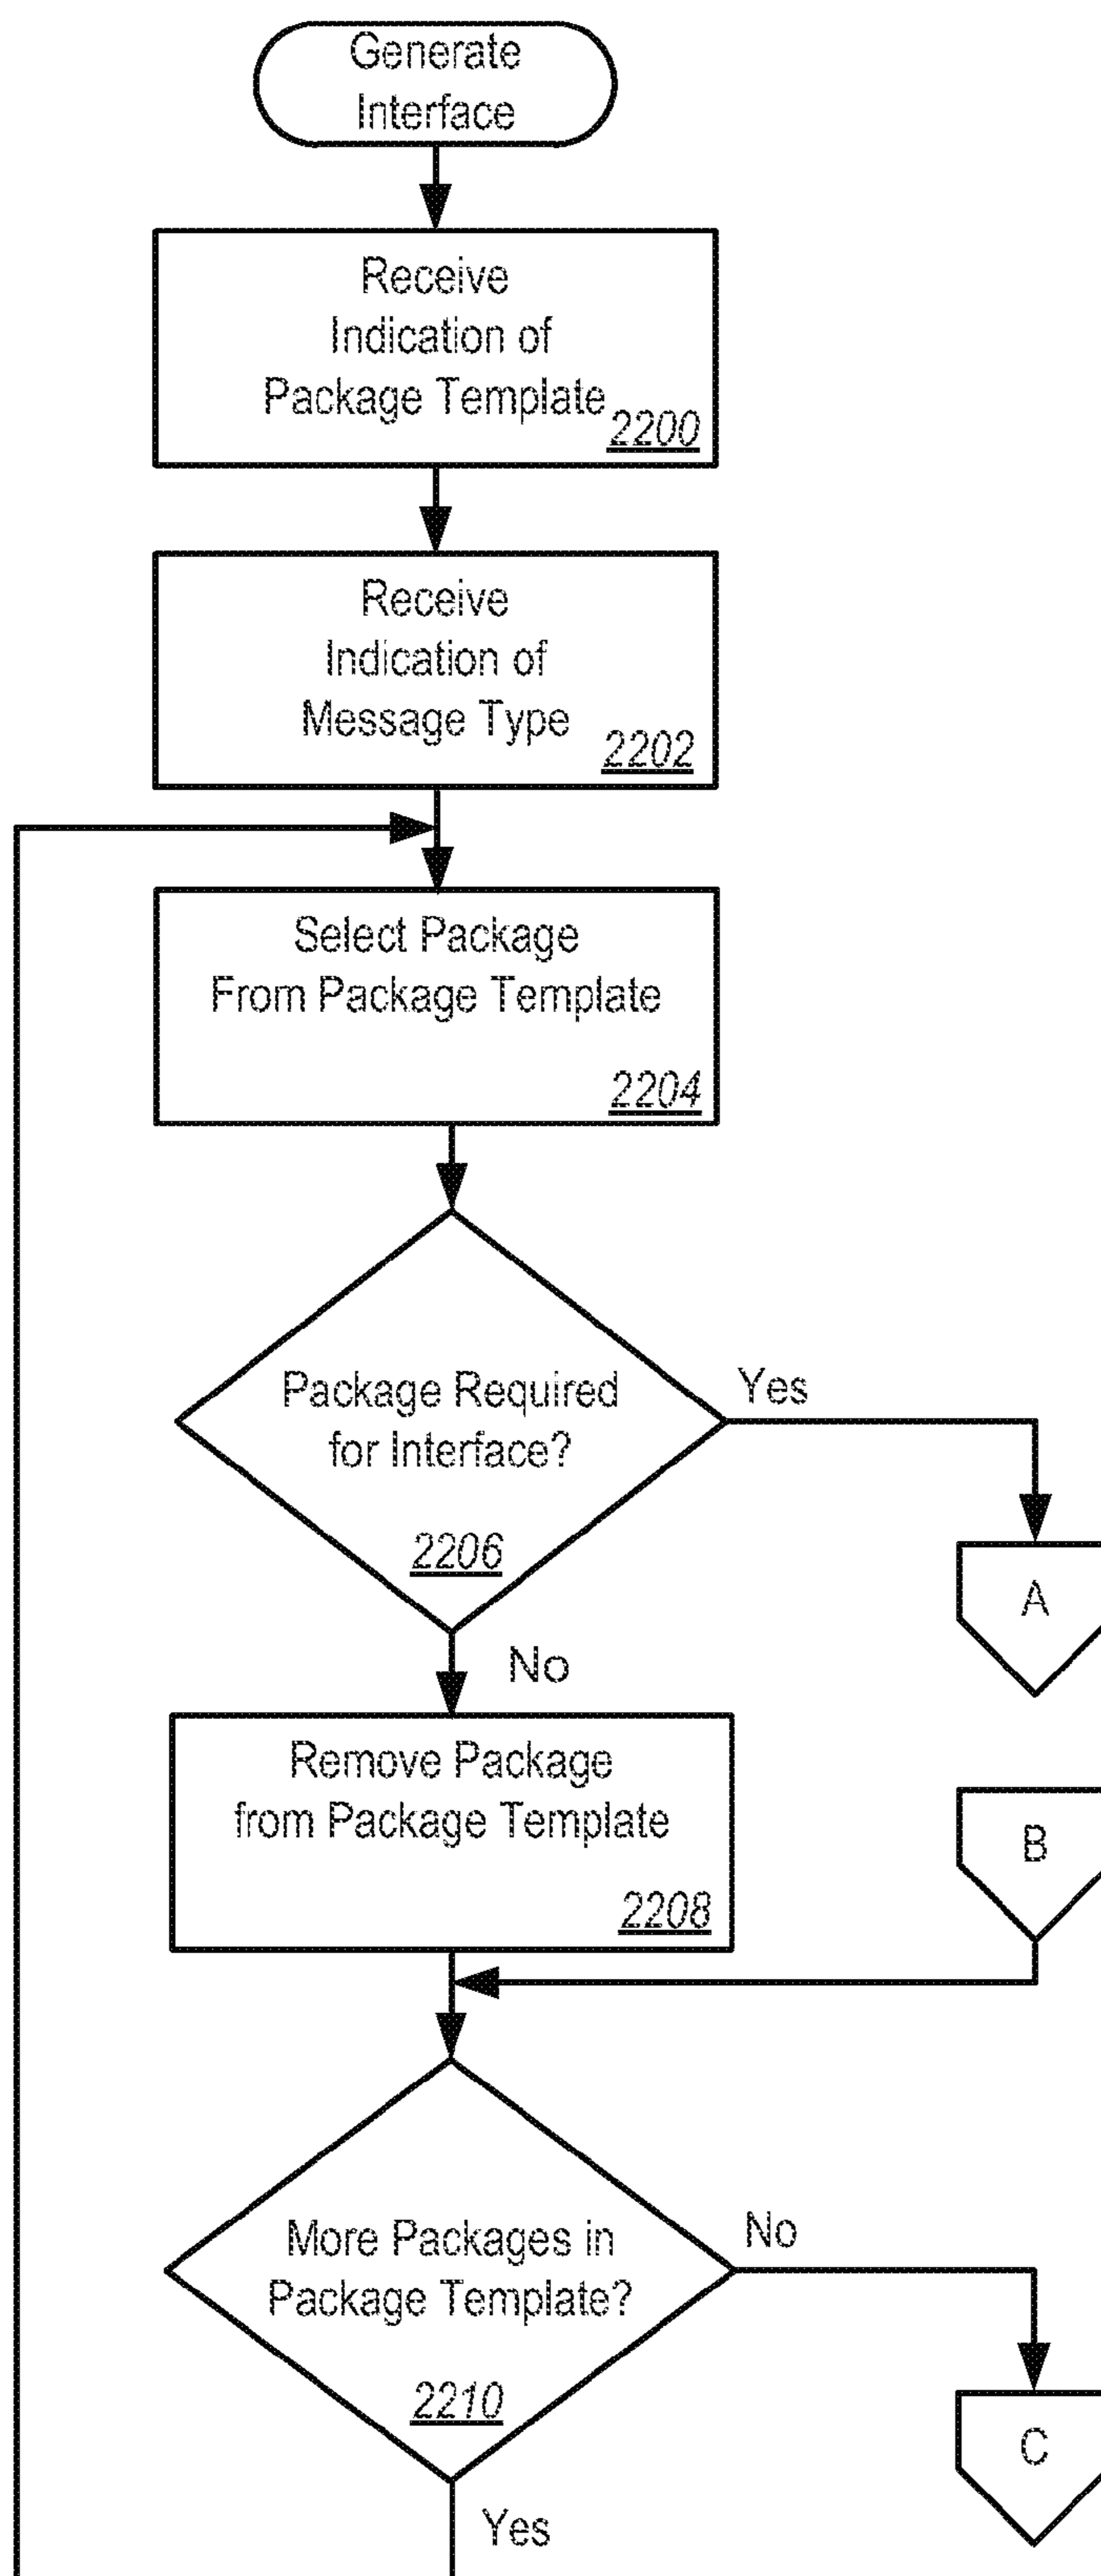 Generate
Interface
Receive
Indication of
Package Template
2200
Receive
Indication of
Message Type
2202
Select Package
From Package Template
2204
Package Required
for Interface?
2206
Yes
A
No
Remove Package
from Package Template
2208
B
More Packages in
Package Template?
2210
No
C
Yes